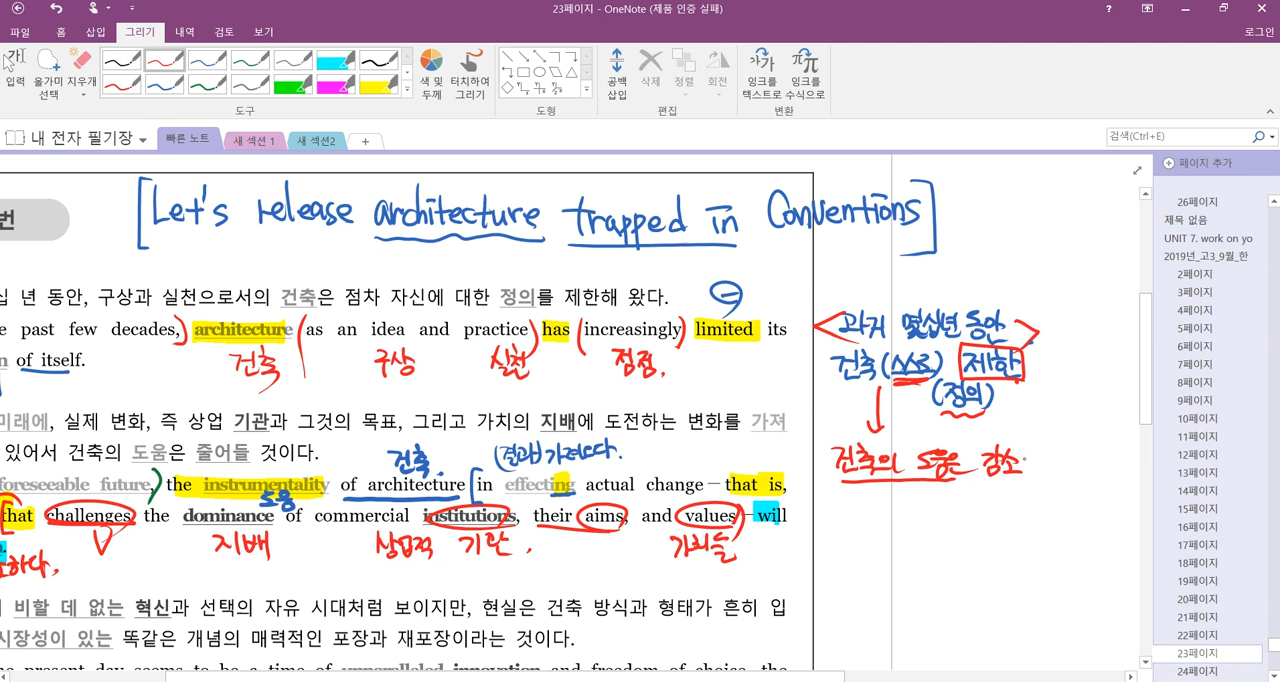 23페이지 - OneNote (제품 인증 실패)
파일 홈 삽입 그리기 내역 검토 보기 로그인
입력 올가미 선택 지우개 색 및 두께 터치하여 그리기 공백 삽입 삭제 정렬 회전 잉크를 텍스트로 잉크를 수식으로
도구 도형 편집 변환
내 전자 필기장 빠른 노트 새 섹션 1 새 섹션2 +
검색(Ctrl+E)
페이지 추가
번
[Let's release architecture trapped in Conventions]
십 년 동안, 구상과 실천으로서의 건축은 점차 자신에 대한 정의를 제한해 왔다.
e past few decades, architecture (as an idea and practice) has (increasingly) limited its
건축 구상 실천 점점.
n of itself.
<과거 몇십년 동안>
건축(스스로) 제한
(정의)
건축의 도움은 감소
미래에, 실제 변화, 즉 상업 기관과 그것의 목표, 그리고 가치의 지배에 도전하는 변화를 가져
있어서 건축의 도움은 줄어들 것이다.
건축. (결과) 가져오다.
foreseeable future,) the instrumentality of architecture [in effecting actual change — that is,
도움
that challenges the dominance of commercial institutions, their aims, and values) — will
지배 상업적 기관. 가치들
하다.
비할 데 없는 혁신과 선택의 자유 시대처럼 보이지만, 현실은 건축 방식과 형태가 흔히 입
시장성이 있는 똑같은 개념의 매력적인 포장과 재포장이라는 것이다.
present day seems to be a time of unparalleled innovation and freedom of choice, the
26페이지
제목 없음
UNIT 7. work on yo
2019년_고3_9월_한
2페이지
3페이지
4페이지
5페이지
6페이지
7페이지
8페이지
9페이지
10페이지
11페이지
12페이지
13페이지
14페이지
15페이지
16페이지
17페이지
18페이지
19페이지
20페이지
21페이지
22페이지
23페이지
24페이지